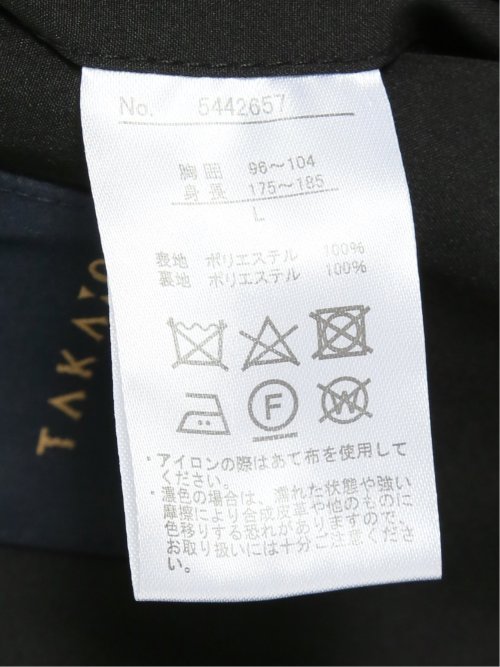 No. 5442657
胸囲 96~104
身長 175~185
L
表地 ポリエステル 100%
裏地 ポリエステル 100%
F
W
・アイロンの際はあて布を使用して
ください。
・濃色の場合は、濡れた状態や強い
摩擦により合成皮革や他のものに
色移りする恐れがありますので、
お取り扱いには十分ご注意くださ
い。